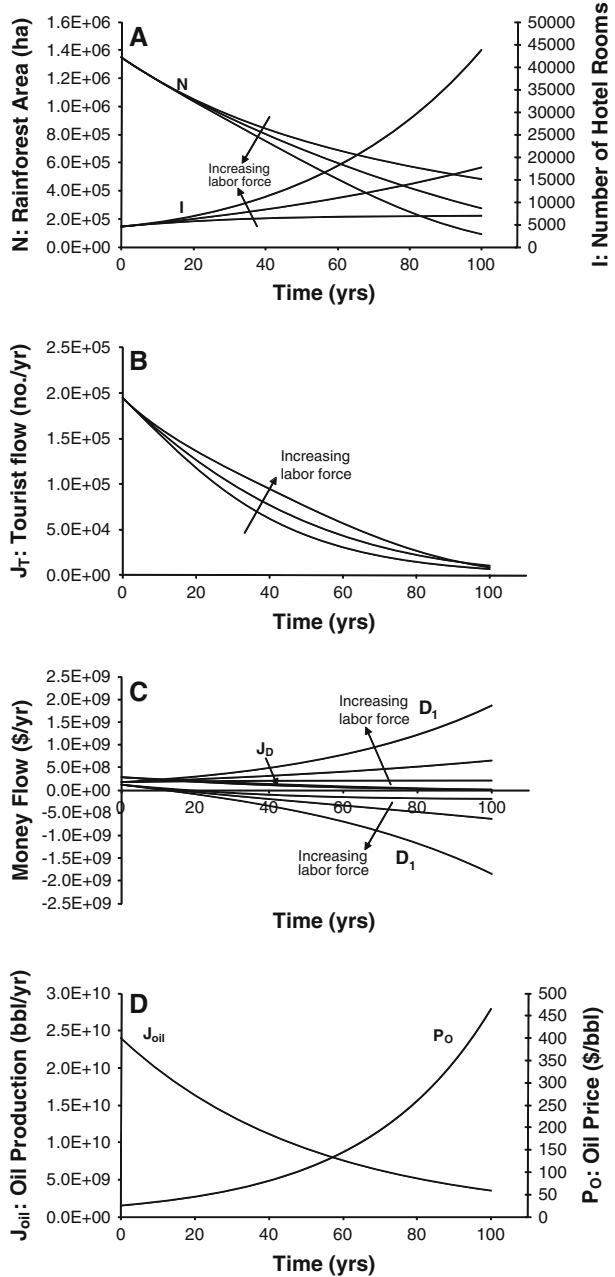 A
N: Rainforest Area (ha)
1.6E+06
1.4E+06
1.2E+06
1.0E+06
8.0E+05
6.0E+05
4.0E+05
2.0E+05
0.0E+00
N
I
Increasing
labor force
50000
45000
40000
35000
30000
25000
20000
15000
10000
5000
0
I: Number of Hotel Rooms
0 20 40 60 80 100
Time (yrs)
B
JT: Tourist flow (no./yr)
2.5E+05
2.0E+05
1.5E+05
1.0E+05
5.0E+04
0.0E+00
Increasing
labor force
0 20 40 60 80 100
Time (yrs)
C
Money Flow ($/yr)
2.5E+09
2.0E+09
1.5E+09
1.0E+09
5.0E+08
0.0E+00
-5.0E+08
-1.0E+09
-1.5E+09
-2.0E+09
-2.5E+09
Increasing
labor force
D1
JD
0 20 40 60 80 100
Increasing
labor force
D1
Time (yrs)
D
Joil: Oil Production (bbl/yr)
3.0E+10
2.5E+10
2.0E+10
1.5E+10
1.0E+10
5.0E+09
0.0E+00
Joil
PO
500
450
400
350
300
250
200
150
100
50
0
PO: Oil Price ($/bbl)
0 20 40 60 80 100
Time (yrs)